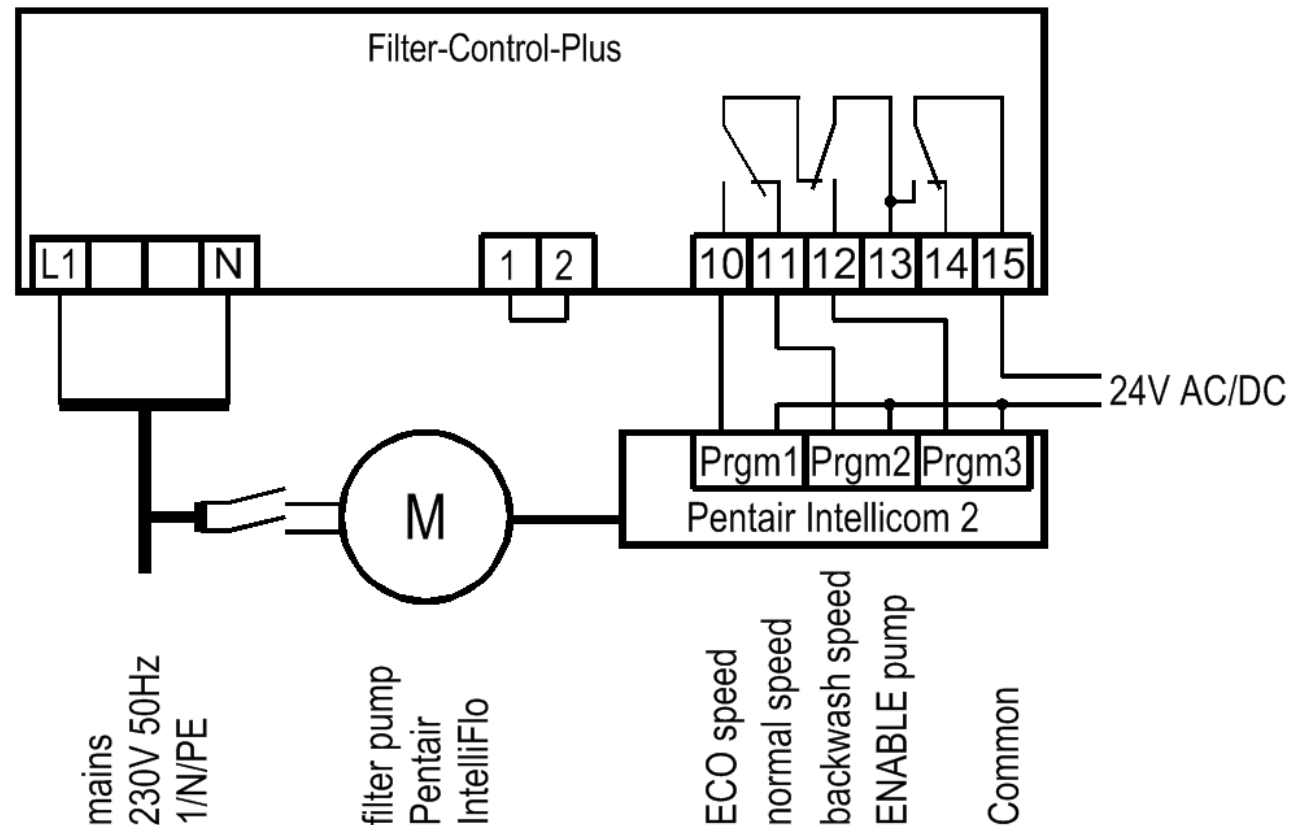 Filter-Control-Plus
L1 N 1 2 10 11 12 13 14 15
24V AC/DC
Prgm1 Prgm2 Prgm3
Pentair Intellicom 2
M
mains
230V 50Hz
1/N/PE
filter pump
Pentair
IntelliFlo
ECO speed
normal speed
backwash speed
ENABLE pump
Common